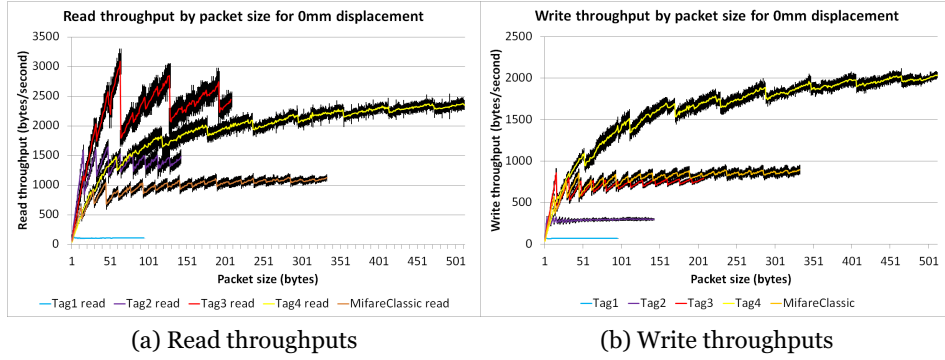 Read throughput by packet size for 0mm displacement
Read throughput (bytes/second)
4000
3500
3000
2500
2000
1500
1000
500
0
1 51 101 151 201 251 301 351 401 451 501
Packet size (bytes)
Tag1 read Tag2 read Tag3 read Tag4 read MifareClassic read
(a) Read throughputs
Write throughput by packet size for 0mm displacement
Write throughput (bytes/second)
2500
2000
1500
1000
500
0
1 51 101 151 201 251 301 351 401 451 501
Packet size (bytes)
Tag1 Tag2 Tag3 Tag4 MifareClassic
(b) Write throughputs